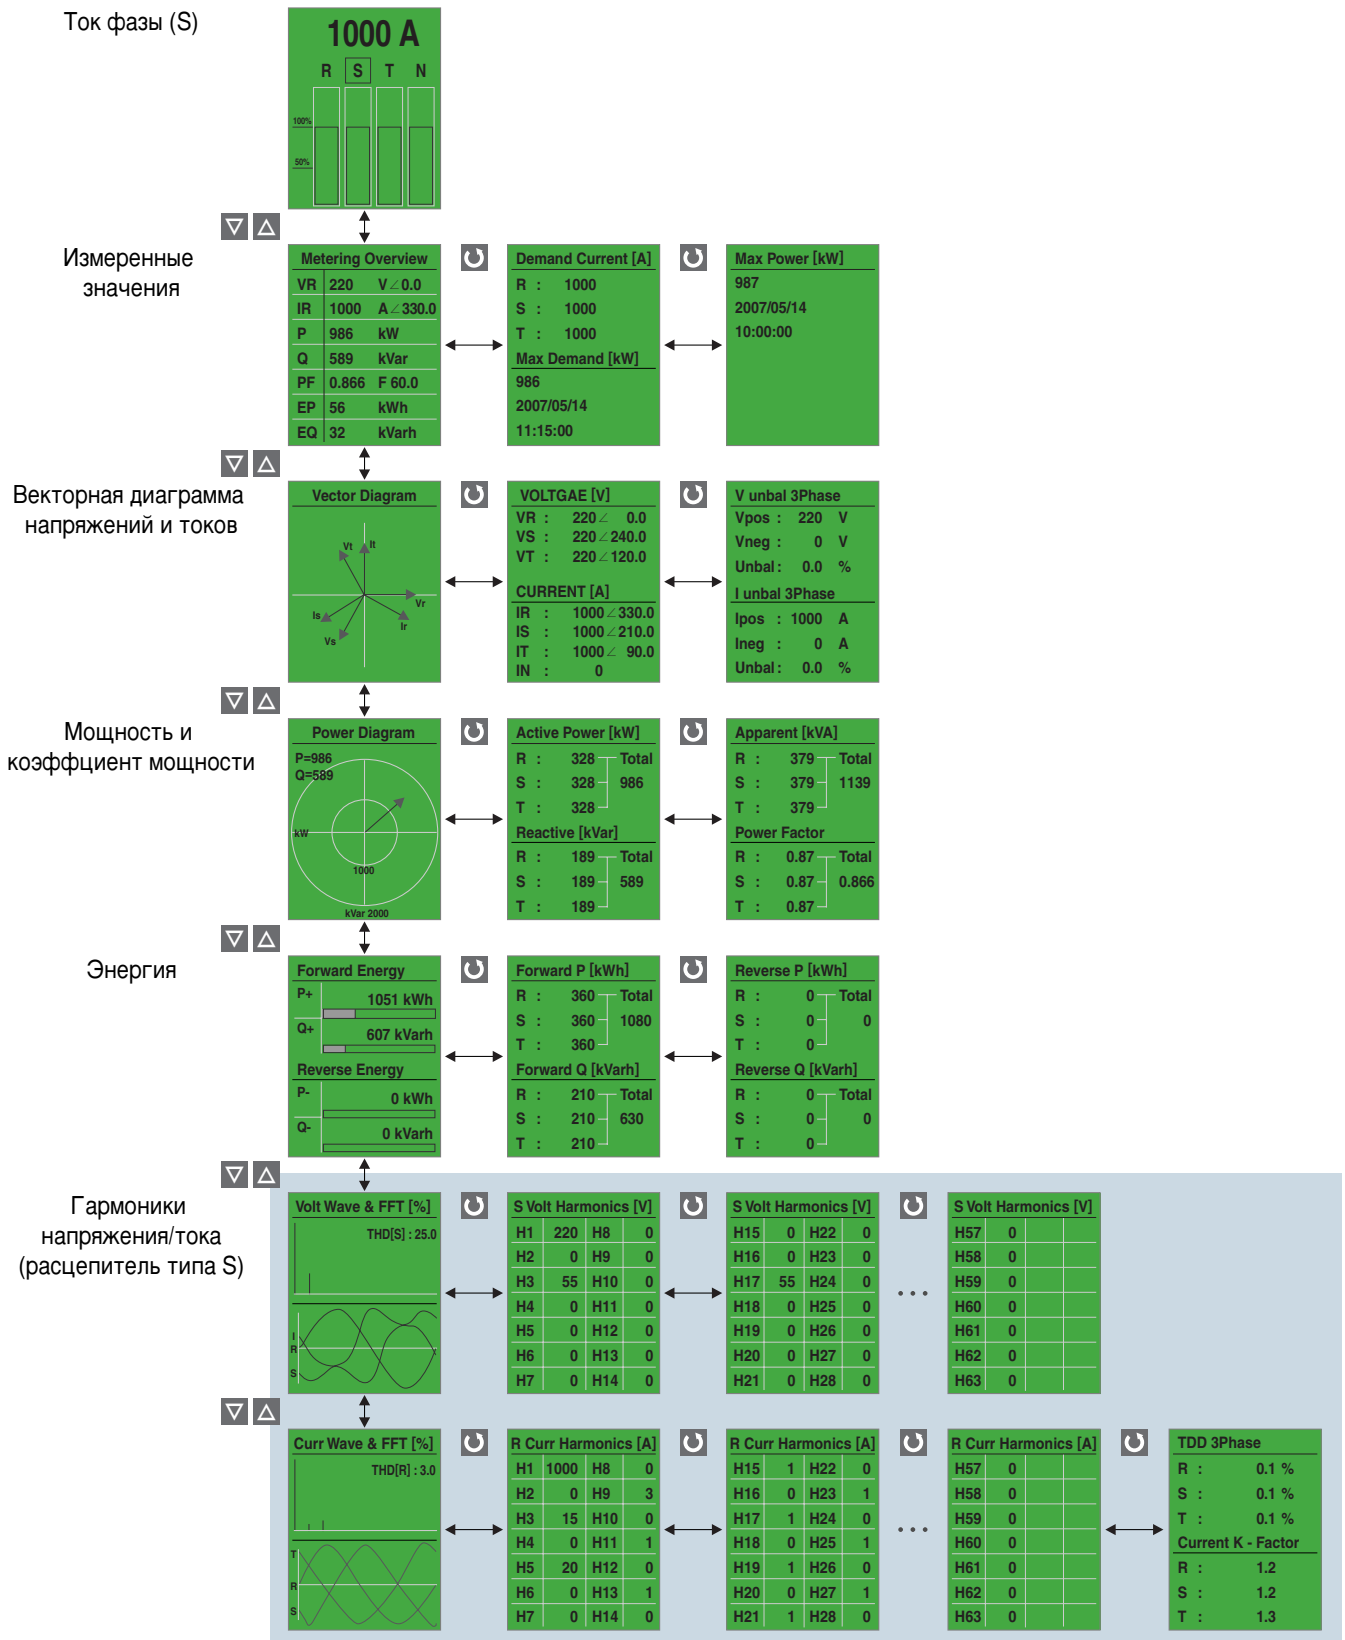 Ток фазы (S)
1000 A
R S T N
100%
50%
Измеренные
значения
Metering Overview
VR 220 V∠0.0
IR 1000 A∠330.0
P 986 kW
Q 589 kVar
PF 0.866 F 60.0
EP 56 kWh
EQ 32 kVarh
Demand Current [A]
R : 1000
S : 1000
T : 1000
Max Demand [kW]
986
2007/05/14
11:15:00
Max Power [kW]
987
2007/05/14
10:00:00
Векторная диаграмма
напряжений и токов
Vector Diagram
Vt It
Vr
Is
Ir
Vs
VOLTGAE [V]
VR : 220∠ 0.0
VS : 220∠240.0
VT : 220∠120.0
CURRENT [A]
IR : 1000∠330.0
IS : 1000∠210.0
IT : 1000∠ 90.0
IN : 0
V unbal 3Phase
Vpos : 220 V
Vneg : 0 V
Unbal : 0.0 %
I unbal 3Phase
Ipos : 1000 A
Ineg : 0 A
Unbal : 0.0 %
Мощность и
коэффциент мощности
Power Diagram
P=986
Q=589
kW
1000
kVar 2000
Active Power [kW]
R : 328 Total
S : 328 986
T : 328
Reactive [kVar]
R : 189 Total
S : 189 589
T : 189
Apparent [kVA]
R : 379 Total
S : 379 1139
T : 379
Power Factor
R : 0.87 Total
S : 0.87 0.866
T : 0.87
Энергия
Forward Energy
P+ 1051 kWh
Q+ 607 kVarh
Reverse Energy
P- 0 kWh
Q- 0 kVarh
Forward P [kWh]
R : 360 Total
S : 360 1080
T : 360
Forward Q [kVarh]
R : 210 Total
S : 210 630
T : 210
Reverse P [kWh]
R : 0 Total
S : 0 0
T : 0
Reverse Q [kVarh]
R : 0 Total
S : 0 0
T : 0
Гармоники
напряжения/тока
(расцепитель типа S)
Volt Wave & FFT [%]
THD[S] : 25.0
I
R
S
S Volt Harmonics [V]
H1 220 H8 0
H2 0 H9 0
H3 55 H10 0
H4 0 H11 0
H5 0 H12 0
H6 0 H13 0
H7 0 H14 0
S Volt Harmonics [V]
H15 0 H22 0
H16 0 H23 0
H17 55 H24 0
H18 0 H25 0
H19 0 H26 0
H20 0 H27 0
H21 0 H28 0
• • •
S Volt Harmonics [V]
H57 0
H58 0
H59 0
H60 0
H61 0
H62 0
H63 0
Curr Wave & FFT [%]
THD[R] : 3.0
T
R
S
R Curr Harmonics [A]
H1 1000 H8 0
H2 0 H9 3
H3 15 H10 0
H4 0 H11 1
H5 20 H12 0
H6 0 H13 1
H7 0 H14 0
R Curr Harmonics [A]
H15 1 H22 0
H16 0 H23 1
H17 1 H24 0
H18 0 H25 1
H19 1 H26 0
H20 0 H27 1
H21 1 H28 0
• • •
R Curr Harmonics [A]
H57 0
H58 0
H59 0
H60 0
H61 0
H62 0
H63 0
TDD 3Phase
R : 0.1 %
S : 0.1 %
T : 0.1 %
Current K - Factor
R : 1.2
S : 1.2
T : 1.3